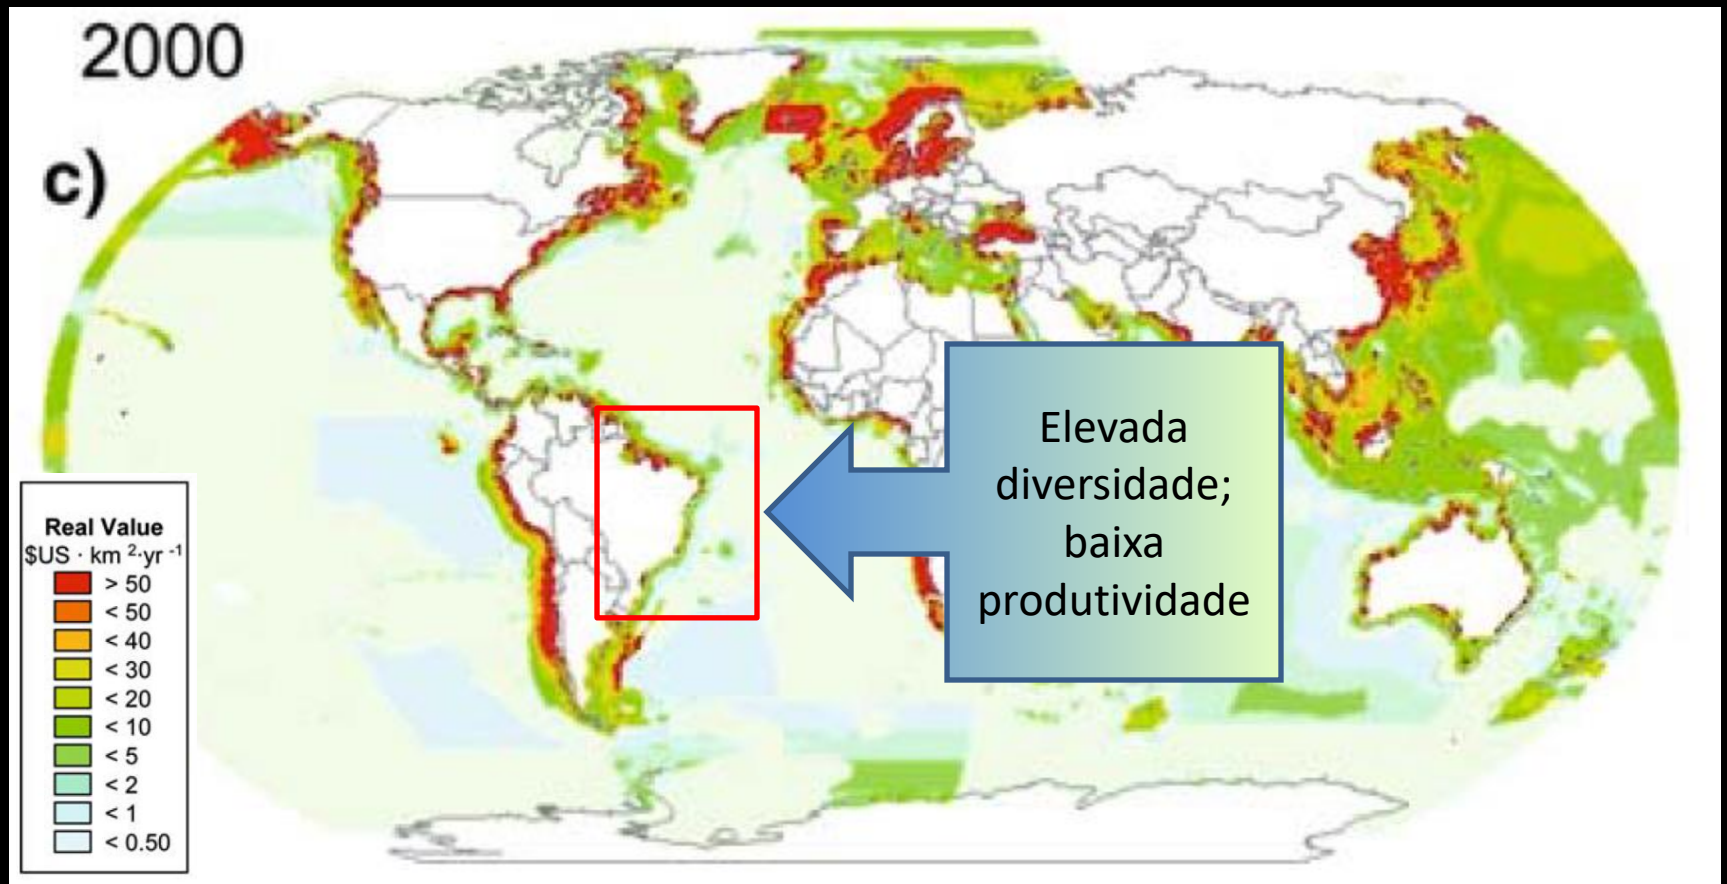 2000
c)
Real Value
$US · km ²·yr ⁻¹
> 50
< 50
< 40
< 30
< 20
< 10
< 5
< 2
< 1
< 0.50
Elevada
diversidade;
baixa
produtividade